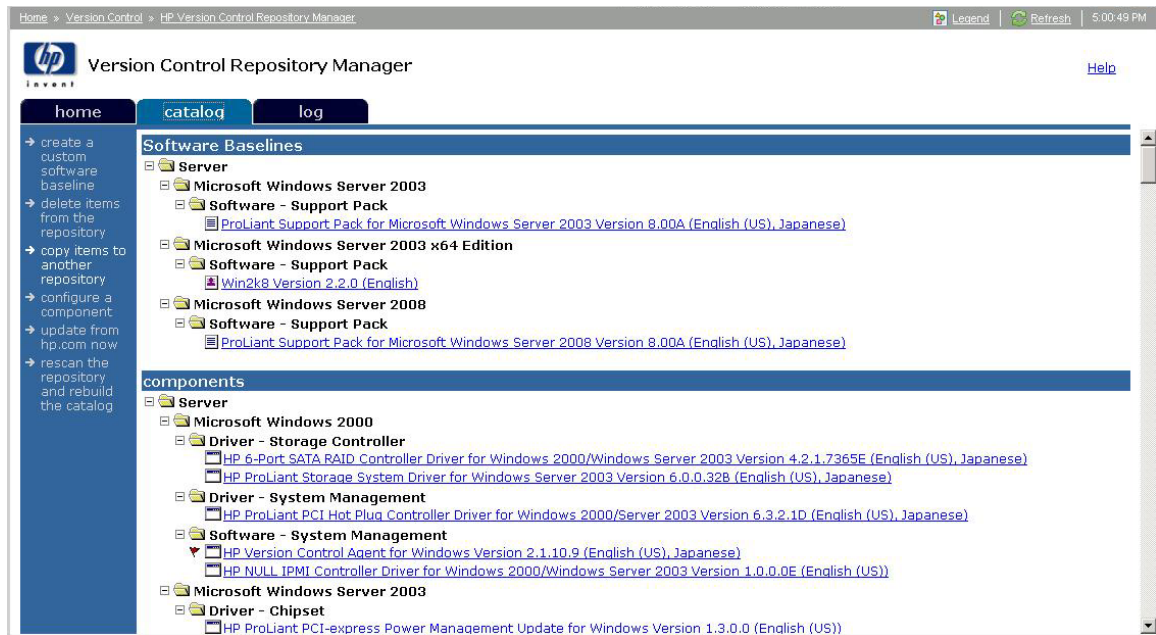 Home » Version Control » HP Version Control Repository Manager
Legend | Refresh | 5:00:49 PM
hp
invent
Version Control Repository Manager
Help
home
catalog
log
create a
custom
software
baseline
delete items
from the
repository
copy items to
another
repository
configure a
component
update from
hp.com now
rescan the
repository
and rebuild
the catalog
Software Baselines
Server
Microsoft Windows Server 2003
Software - Support Pack
ProLiant Support Pack for Microsoft Windows Server 2003 Version 8.00A (English (US), Japanese)
Microsoft Windows Server 2003 x64 Edition
Software - Support Pack
Win2k8 Version 2.2.0 (English)
Microsoft Windows Server 2008
Software - Support Pack
ProLiant Support Pack for Microsoft Windows Server 2008 Version 8.00A (English (US), Japanese)
components
Server
Microsoft Windows 2000
Driver - Storage Controller
HP 6-Port SATA RAID Controller Driver for Windows 2000/Windows Server 2003 Version 4.2.1.7365E (English (US), Japanese)
HP ProLiant Storage System Driver for Windows Server 2003 Version 6.0.0.32B (English (US), Japanese)
Driver - System Management
HP ProLiant PCI Hot Plug Controller Driver for Windows 2000/Server 2003 Version 6.3.2.1D (English (US), Japanese)
Software - System Management
HP Version Control Agent for Windows Version 2.1.10.9 (English (US), Japanese)
HP NULL IPMI Controller Driver for Windows 2000/Windows Server 2003 Version 1.0.0.0E (English (US))
Microsoft Windows Server 2003
Driver - Chipset
HP ProLiant PCI-express Power Management Update for Windows Version 1.3.0.0 (English (US))